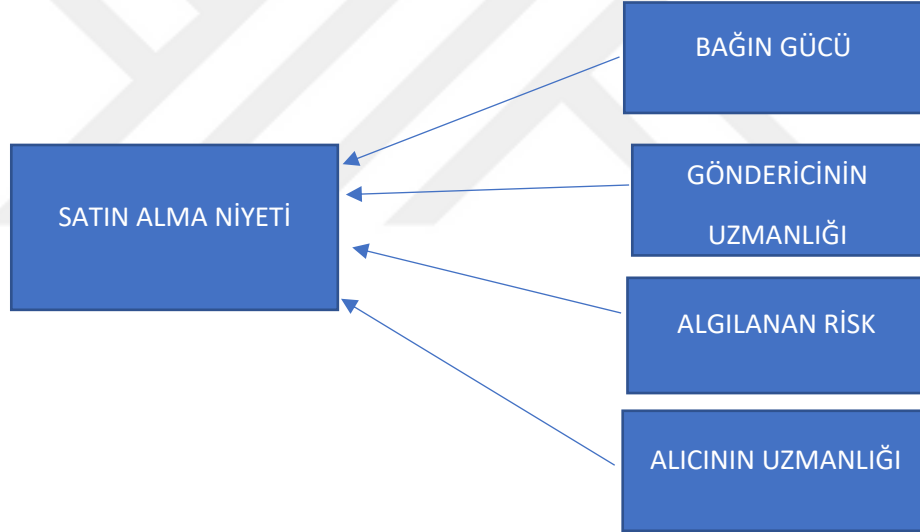 BAĞIN GÜCÜ
SATIN ALMA NİYETİ
GÖNDERİCİNİN
UZMANLIĞI
ALGILANAN RİSK
ALICININ UZMANLIĞI